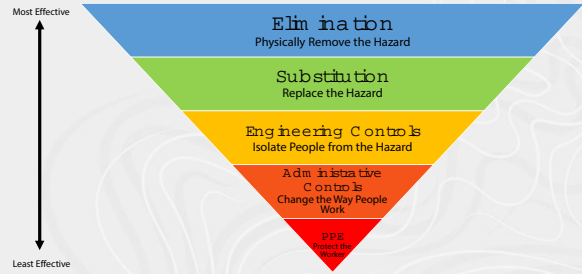 Most Effective
Elimination
Physically Remove the Hazard
Substitution
Replace the Hazard
Engineering Controls
Isolate People from the Hazard
Administrative
Controls
Change the Way People
Work
PPE
Protect the
Worker
Least Effective